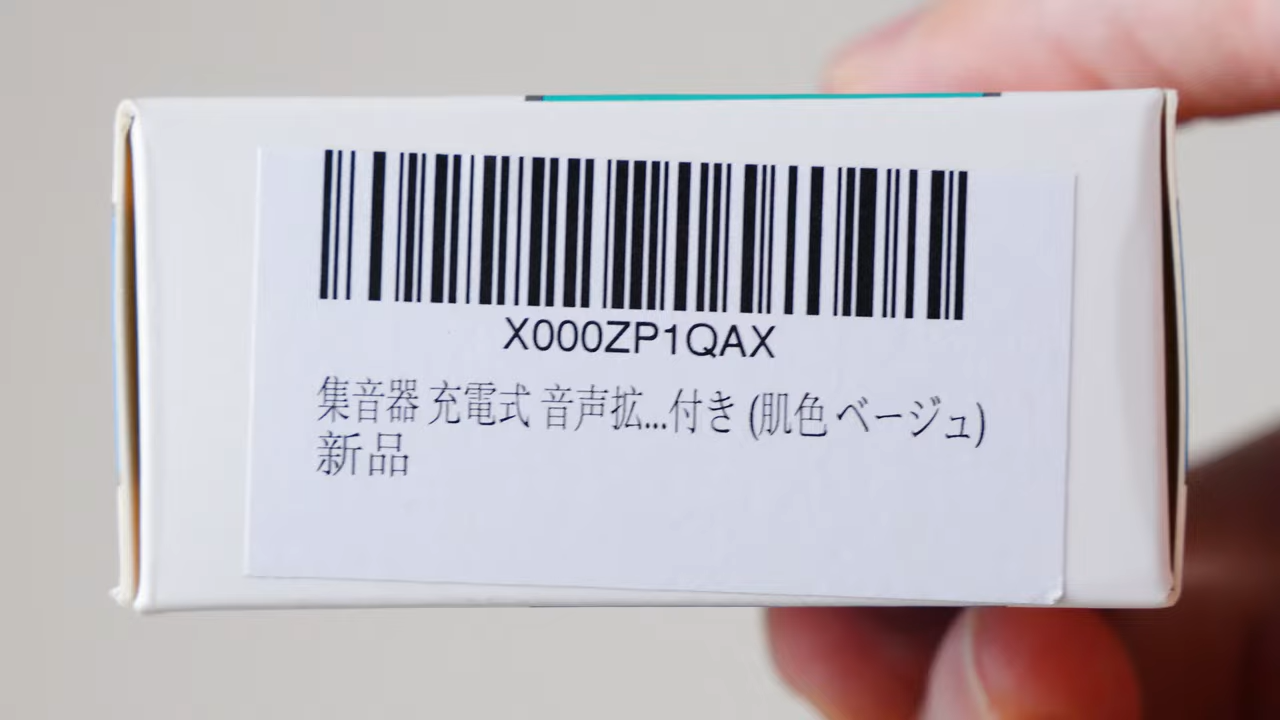 X000ZP1QAX
集音器 充電式 音声拡...付き (肌色 ベージュ)
新品